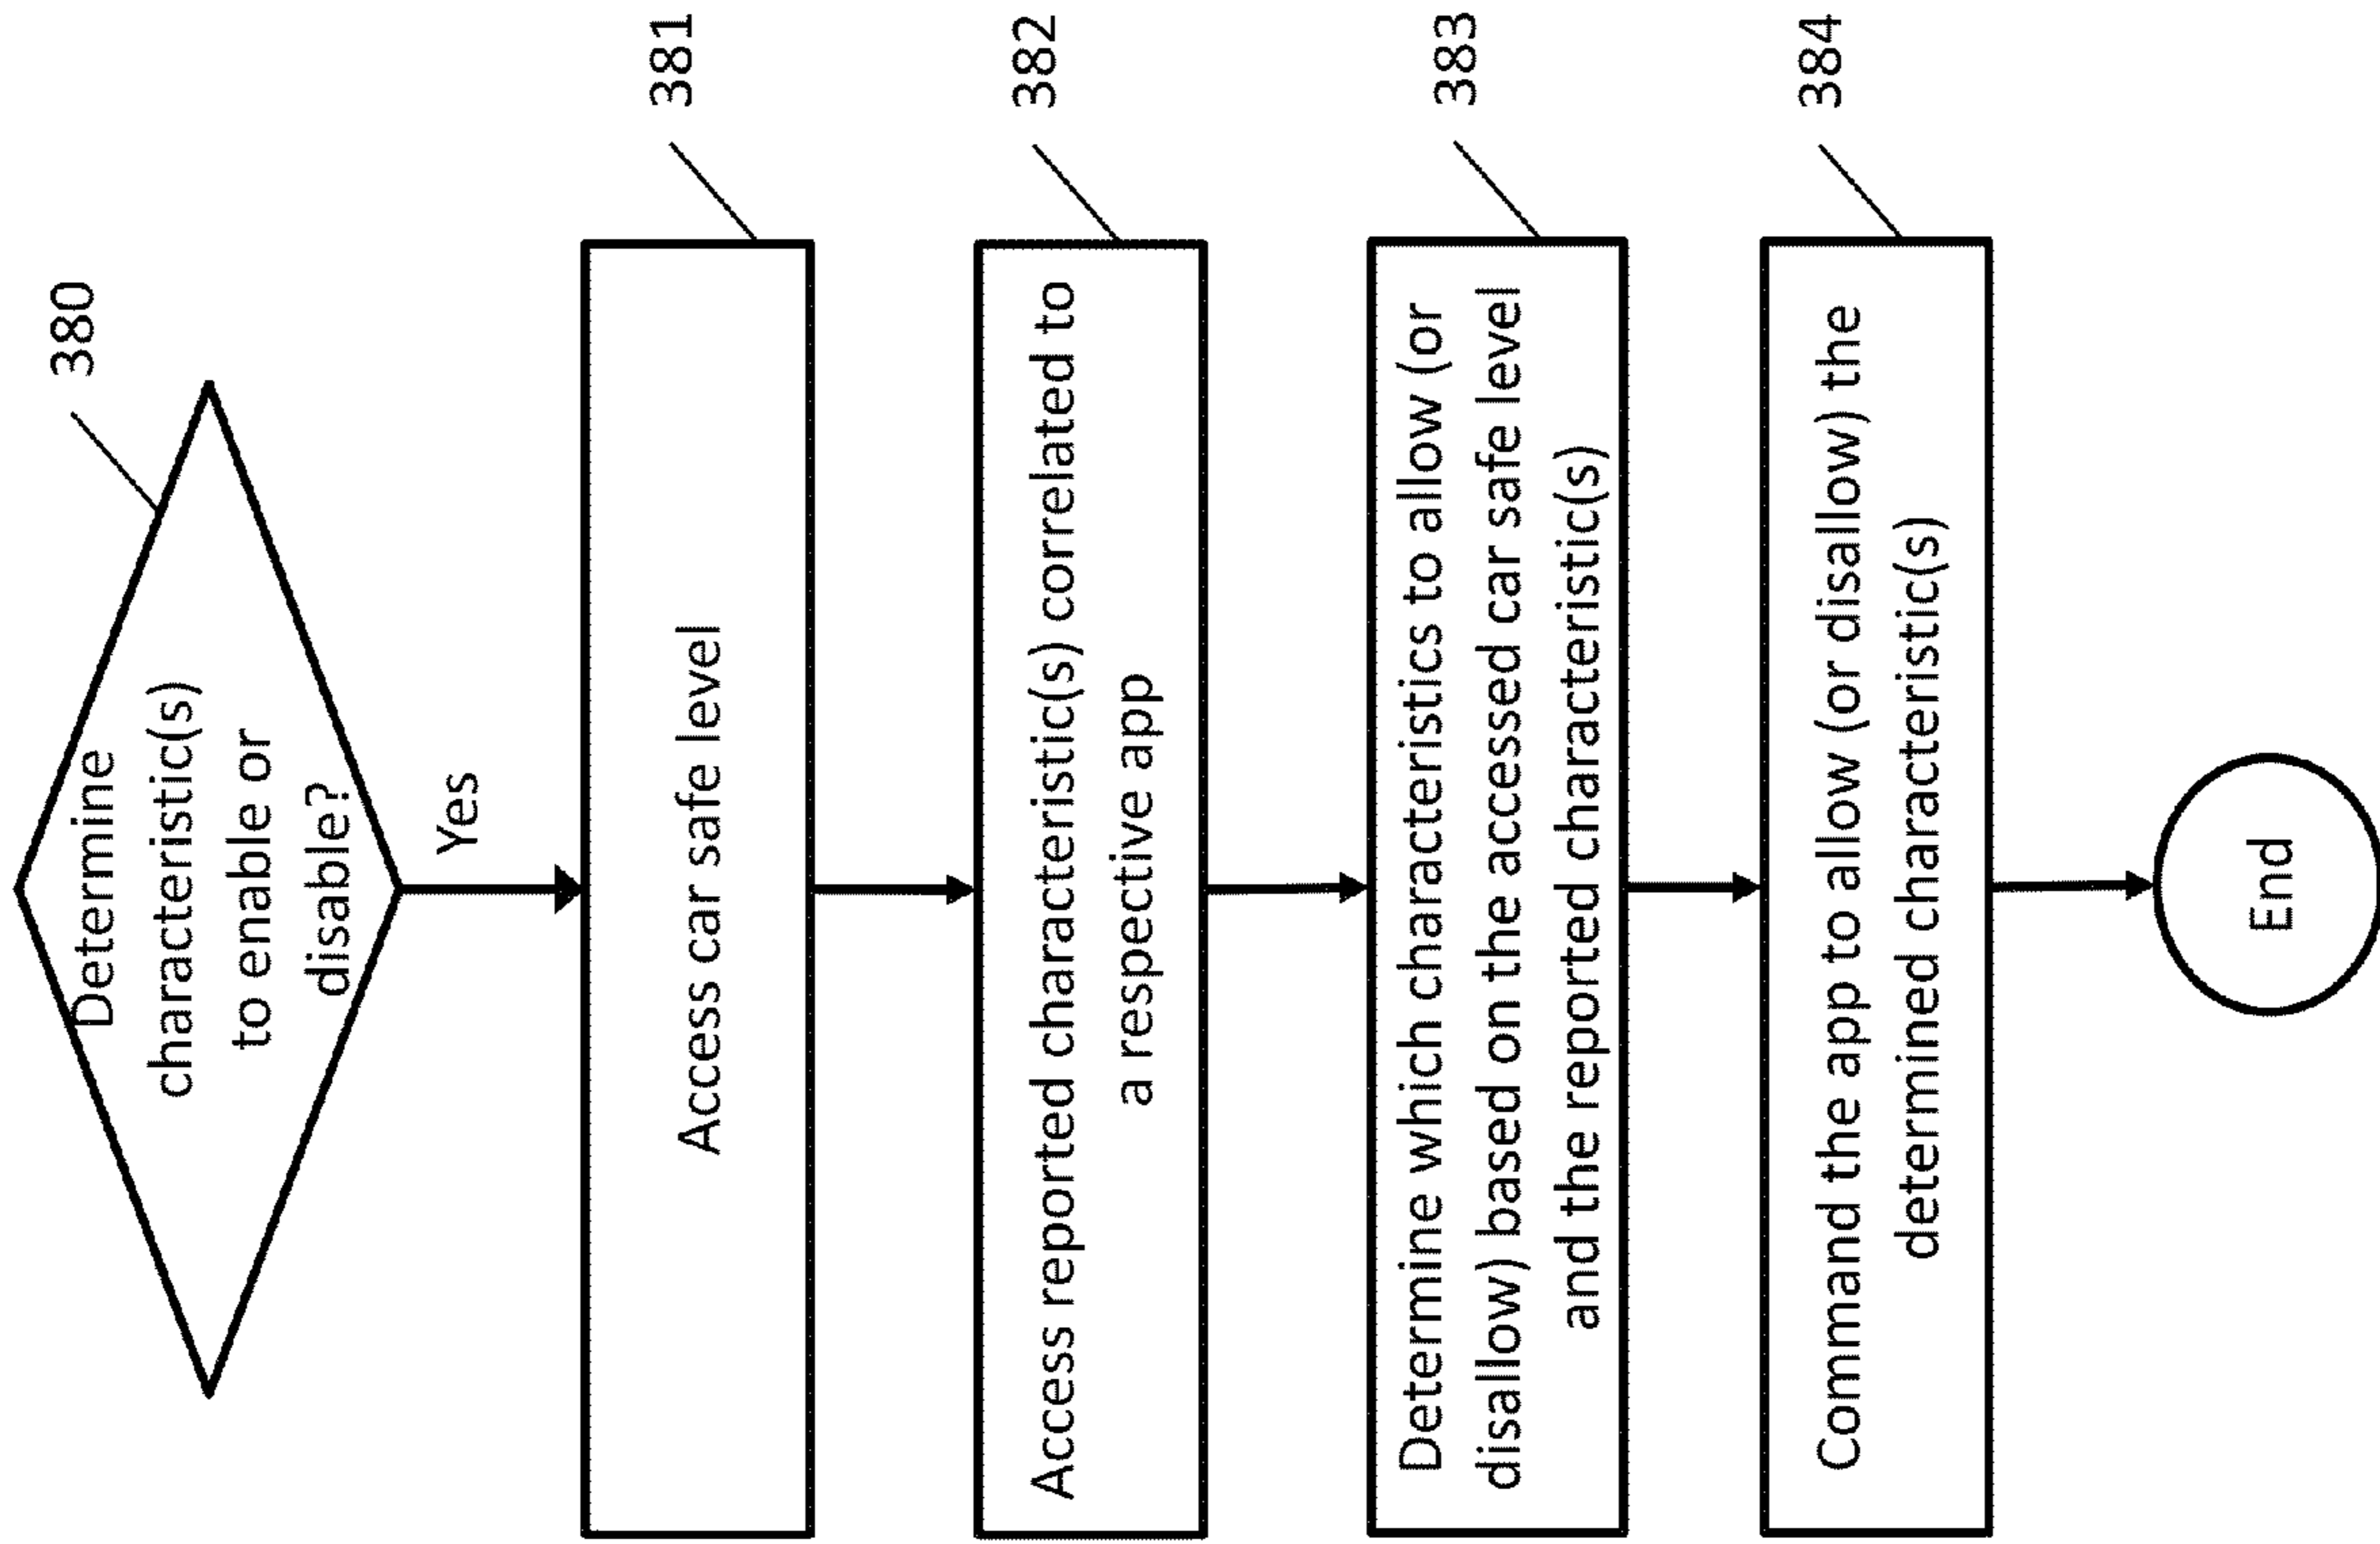 380
Determine
characteristic(s)
to enable or
disable?
Yes
381
Access car safe level
382
Access reported characteristic(s) correlated to
a respective app
383
Determine which characteristics to allow (or
disallow) based on the accessed car safe level
and the reported characteristic(s)
384
Command the app to allow (or disallow) the
determined characteristic(s)
End